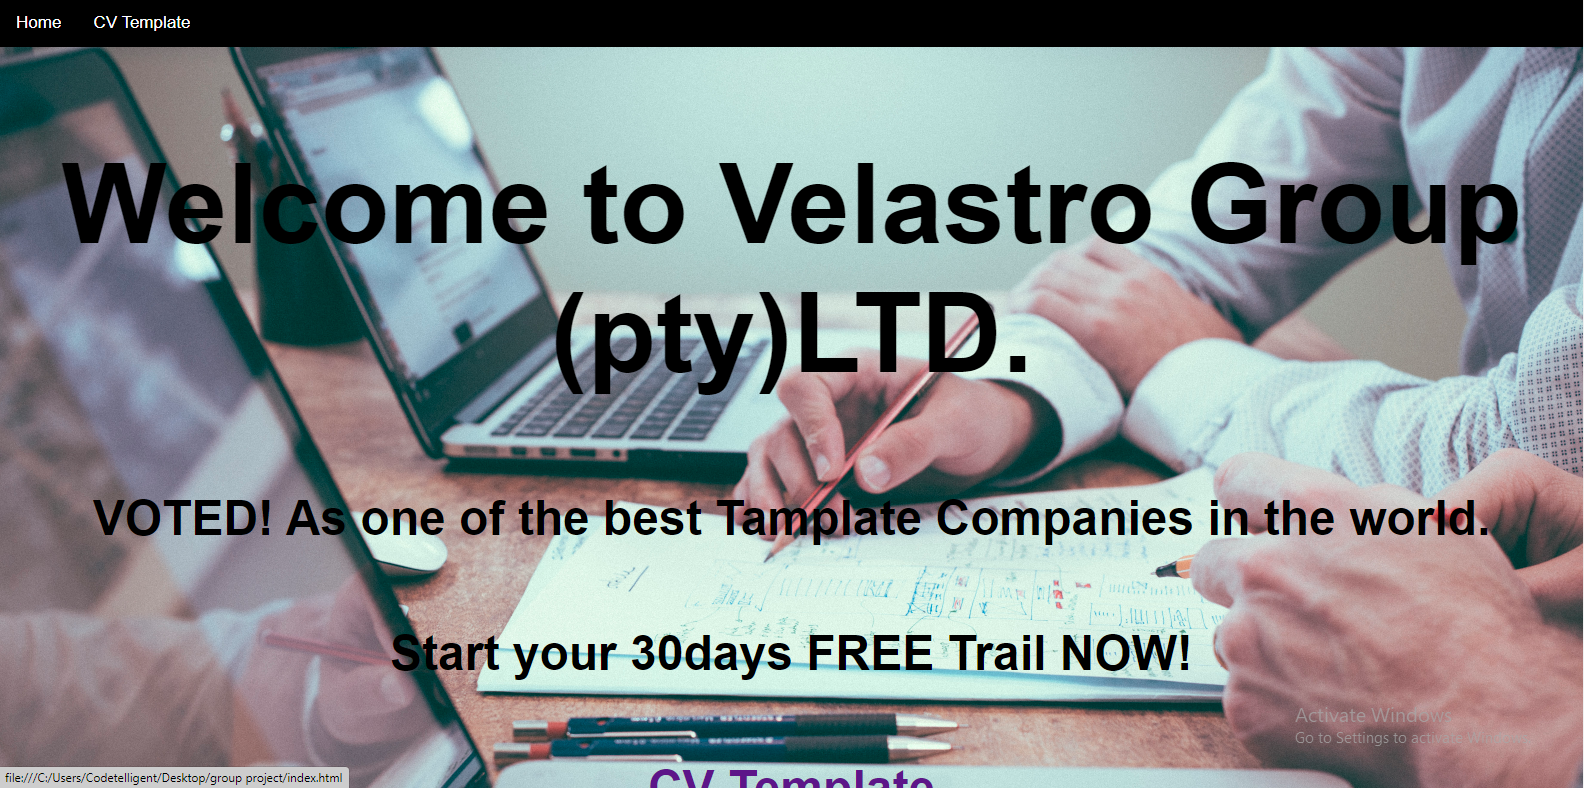 Home CV Template
Welcome to Velastro Group
(pty)LTD.
VOTED! As one of the best Tamplate Companies in the world.
Start your 30days FREE Trail NOW!
Activate Windows
Go to Settings to activate Windows.
CV Template
file:///C:/Users/Codetelligent/Desktop/group project/index.html